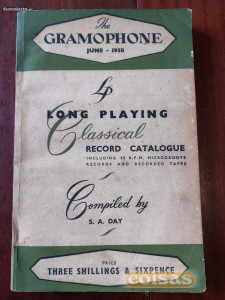 The
GRAMOPHONE
JUNE - 1958
LP
LONG PLAYING
Classical
RECORD CATALOGUE
INCLUDING 45 R.P.M. MICROGROOVE
RECORDS AND RECORDED TAPES
Compiled by
S. A. DAY
PRICE
THREE SHILLINGS & SIXPENCE
coisas